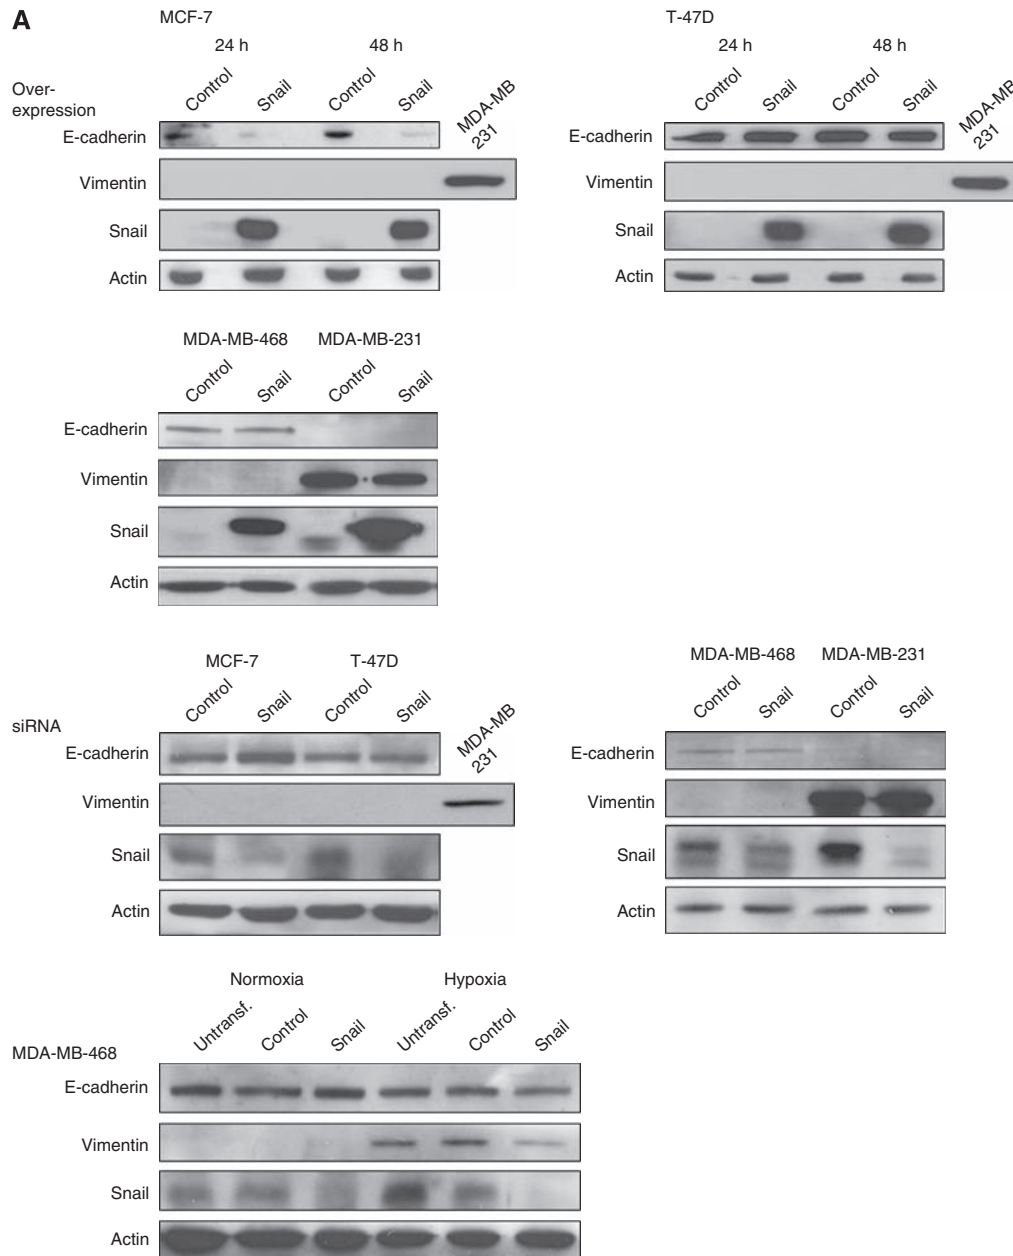 A
MCF-7
24 h 48 h
Over-
expression
Control Snail Control Snail MDA-MB
231
E-cadherin
Vimentin
Snail
Actin
T-47D
24 h 48 h
Control Snail Control Snail MDA-MB
231
E-cadherin
Vimentin
Snail
Actin
MDA-MB-468 MDA-MB-231
Control Snail Control Snail
E-cadherin
Vimentin
Snail
Actin
siRNA
MCF-7 T-47D
Control Snail Control Snail MDA-MB
231
E-cadherin
Vimentin
Snail
Actin
MDA-MB-468 MDA-MB-231
Control Snail Control Snail
E-cadherin
Vimentin
Snail
Actin
Normoxia Hypoxia
Untransf. Control Snail Untransf. Control Snail
MDA-MB-468
E-cadherin
Vimentin
Snail
Actin